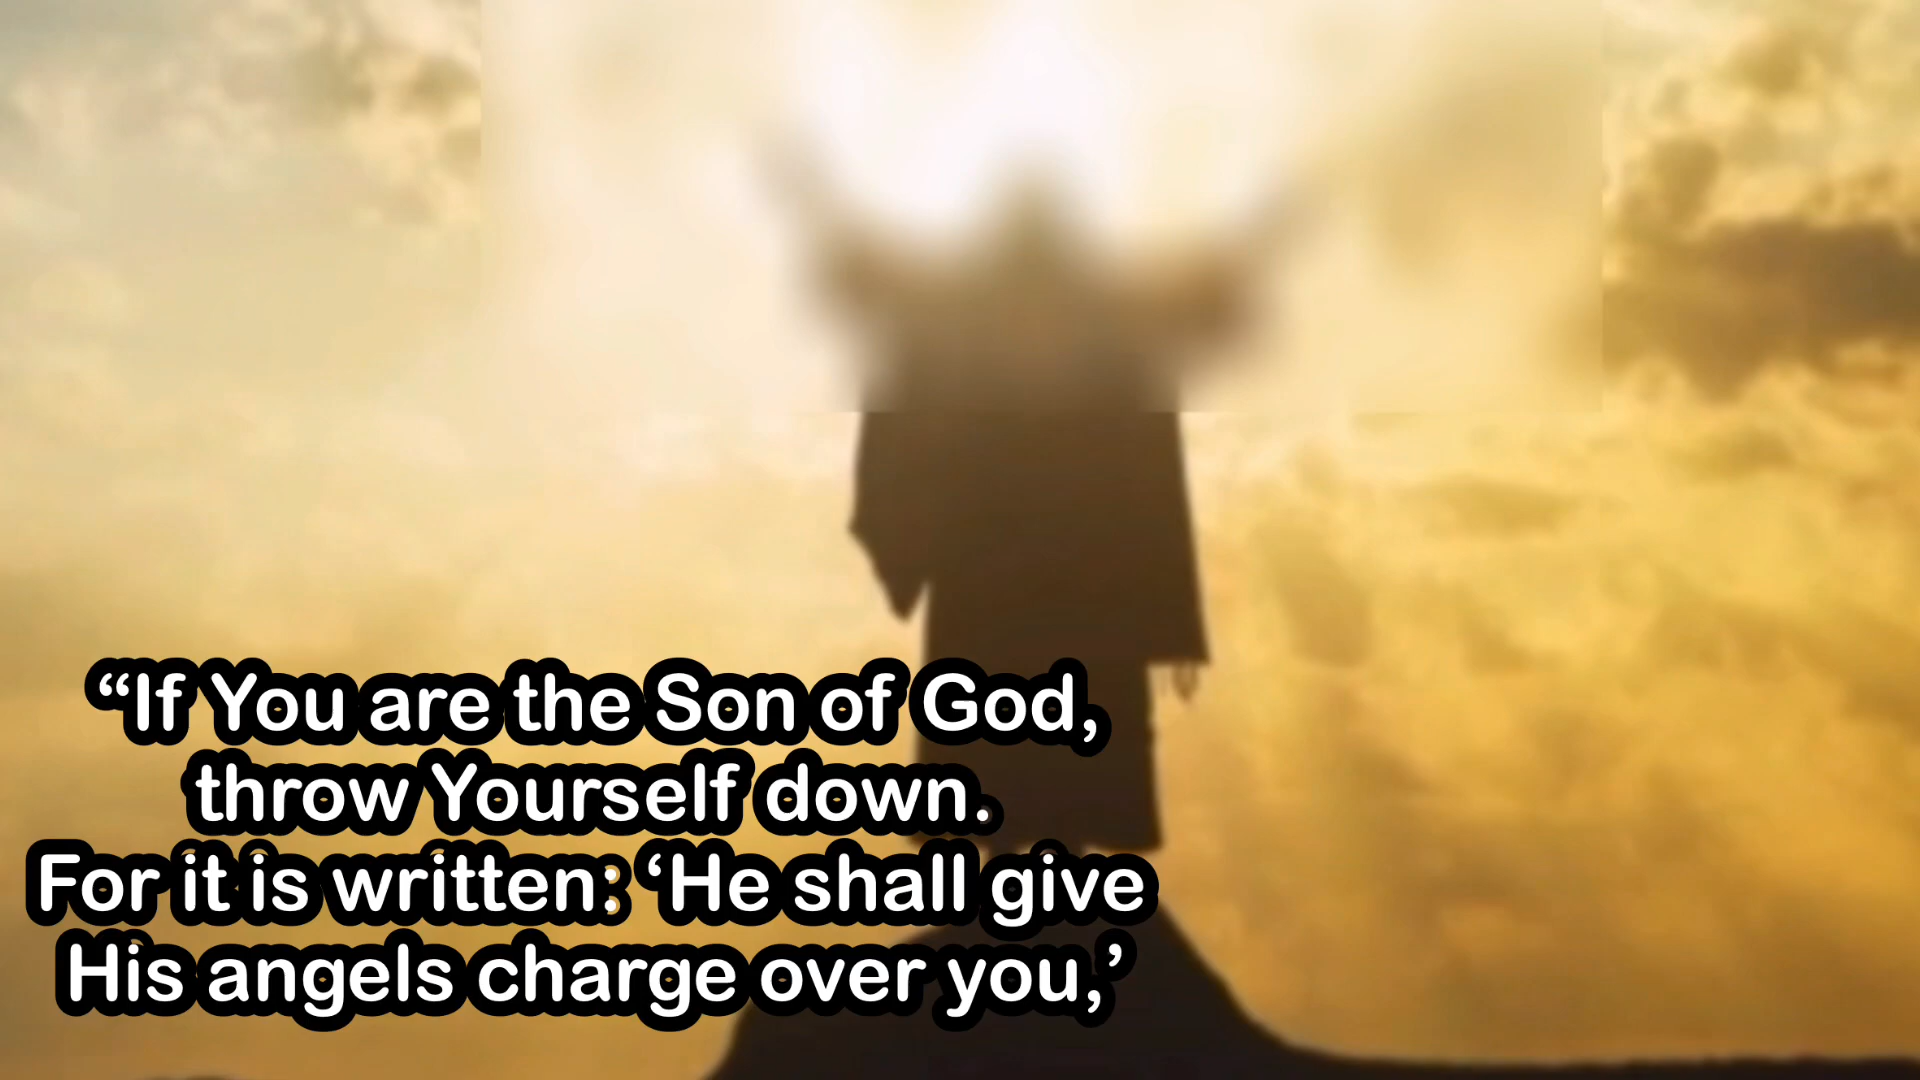 “If You are the Son of God,
throw Yourself down.
For it is written: ‘He shall give
His angels charge over you,’